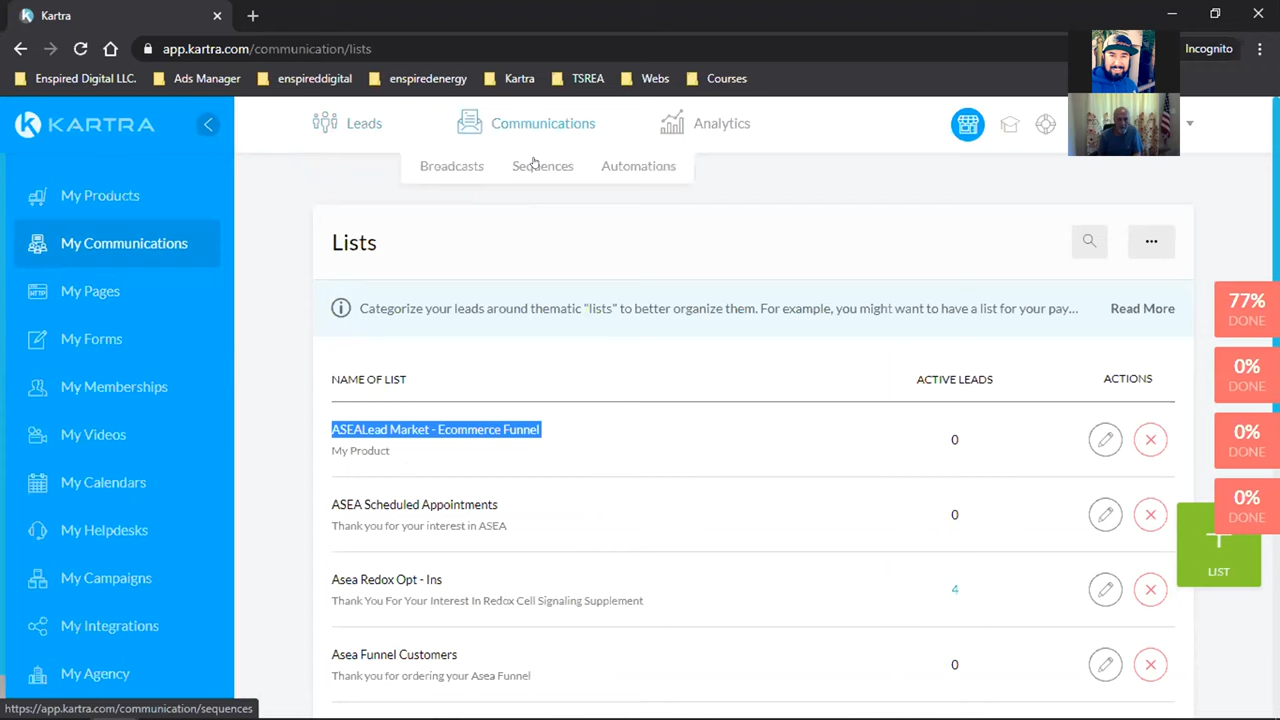 Kartra
app.kartra.com/communication/lists
Incognito
Enspired Digital LLC.
Ads Manager
enspireddigital
enspiredenergy
Kartra
TSREA
Webs
Courses
KARTRA
Leads
Communications
Analytics
Broadcasts
Sequences
Automations
My Products
My Communications
My Pages
My Forms
My Memberships
My Videos
My Calendars
My Helpdesks
My Campaigns
My Integrations
My Agency
Lists
Categorize your leads around thematic "lists" to better organize them. For example, you might want to have a list for your pay...
Read More
NAME OF LIST
ACTIVE LEADS
ACTIONS
ASEALead Market - Ecommerce Funnel
My Product
0
ASEA Scheduled Appointments
Thank you for your interest in ASEA
0
Asea Redox Opt - Ins
Thank You For Your Interest In Redox Cell Signaling Supplement
4
Asea Funnel Customers
Thank you for ordering your Asea Funnel
0
77%
DONE
0%
DONE
0%
DONE
0%
DONE
LIST
https://app.kartra.com/communication/sequences